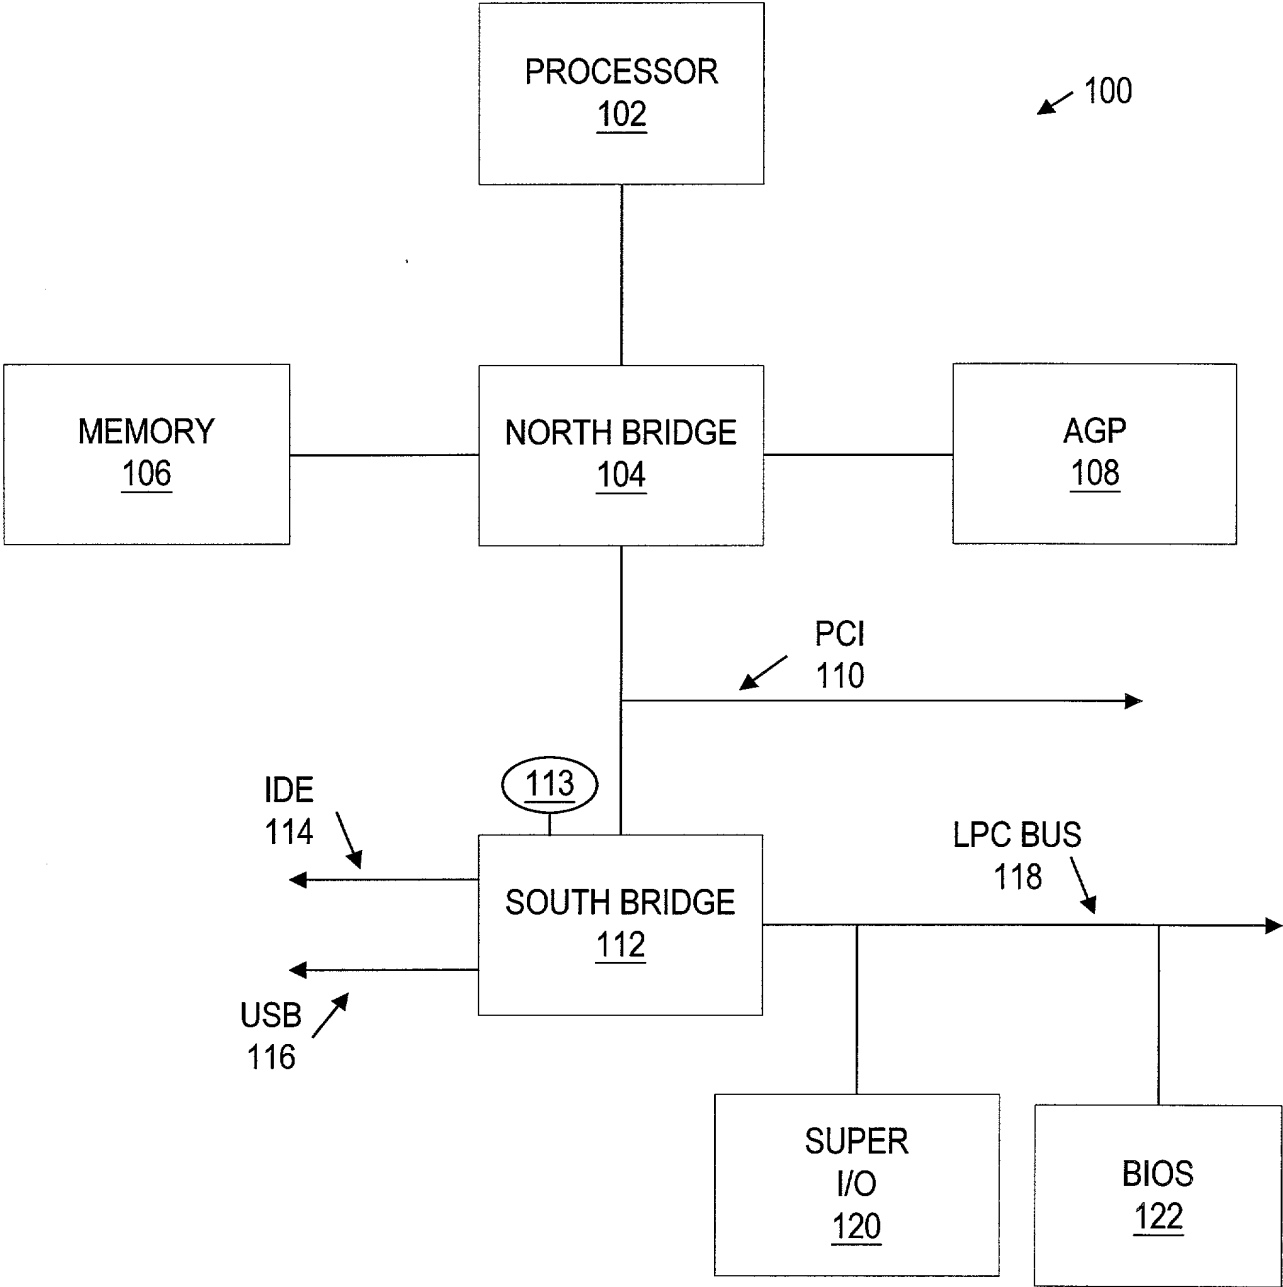 PROCESSOR
102
100
MEMORY
106
NORTH BRIDGE
104
AGP
108
PCI
110
113
IDE
114
LPC BUS
118
SOUTH BRIDGE
112
USB
116
SUPER
I/O
120
BIOS
122